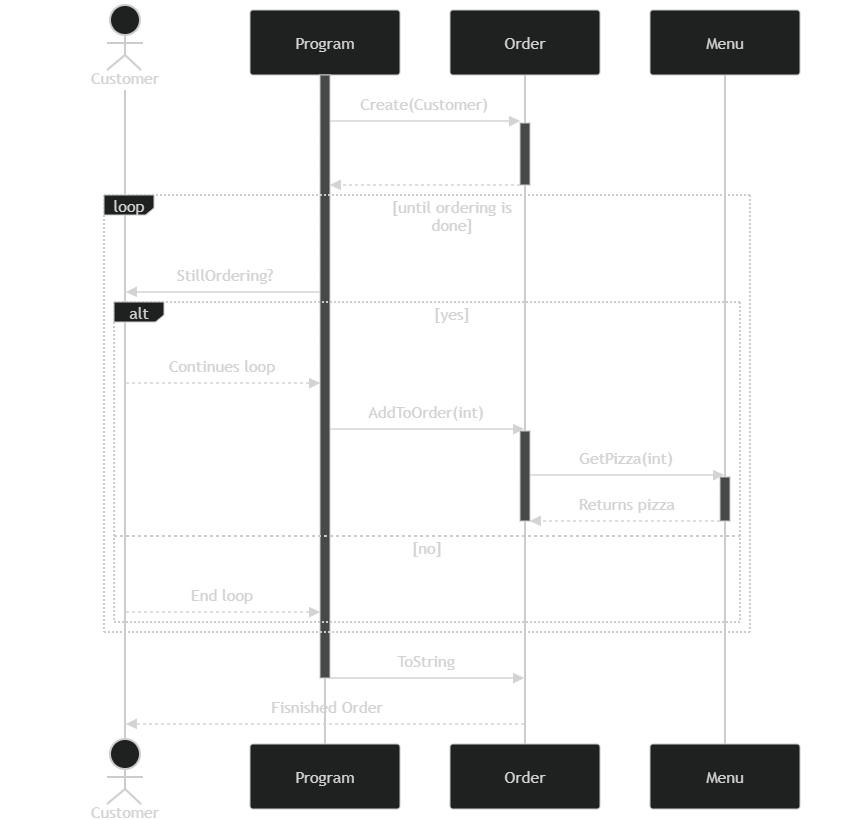 Customer
Program
Order
Menu
Create(Customer)
loop
[until ordering is
done]
StillOrdering?
alt
[yes]
Continues loop
AddToOrder(int)
GetPizza(int)
Returns pizza
[no]
End loop
ToString
Fisnished Order
Program
Order
Menu
Customer